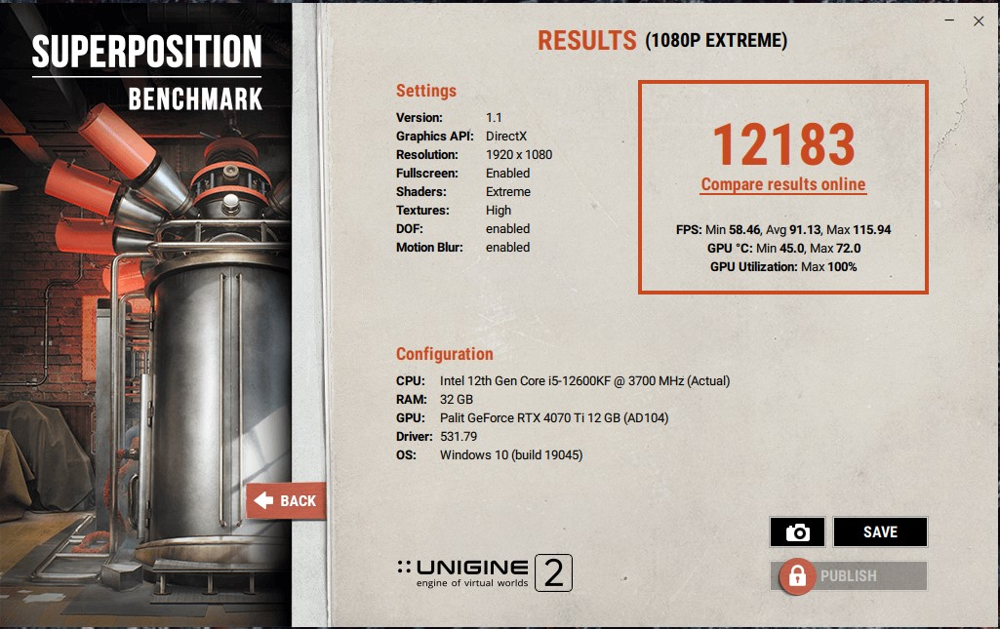 SUPERPOSITION
BENCHMARK
RESULTS (1080P EXTREME)
Settings
Version: 1.1
Graphics API: DirectX
Resolution: 1920 x 1080
Fullscreen: Enabled
Shaders: Extreme
Textures: High
DOF: enabled
Motion Blur: enabled
12183
Compare results online
FPS: Min 58.46, Avg 91.13, Max 115.94
GPU °C: Min 45.0, Max 72.0
GPU Utilization: Max 100%
Configuration
CPU: Intel 12th Gen Core i5-12600KF @ 3700 MHz (Actual)
RAM: 32 GB
GPU: Palit GeForce RTX 4070 Ti 12 GB (AD104)
Driver: 531.79
OS: Windows 10 (build 19045)
BACK
SAVE
PUBLISH
UNIGINE 2
engine of virtual worlds